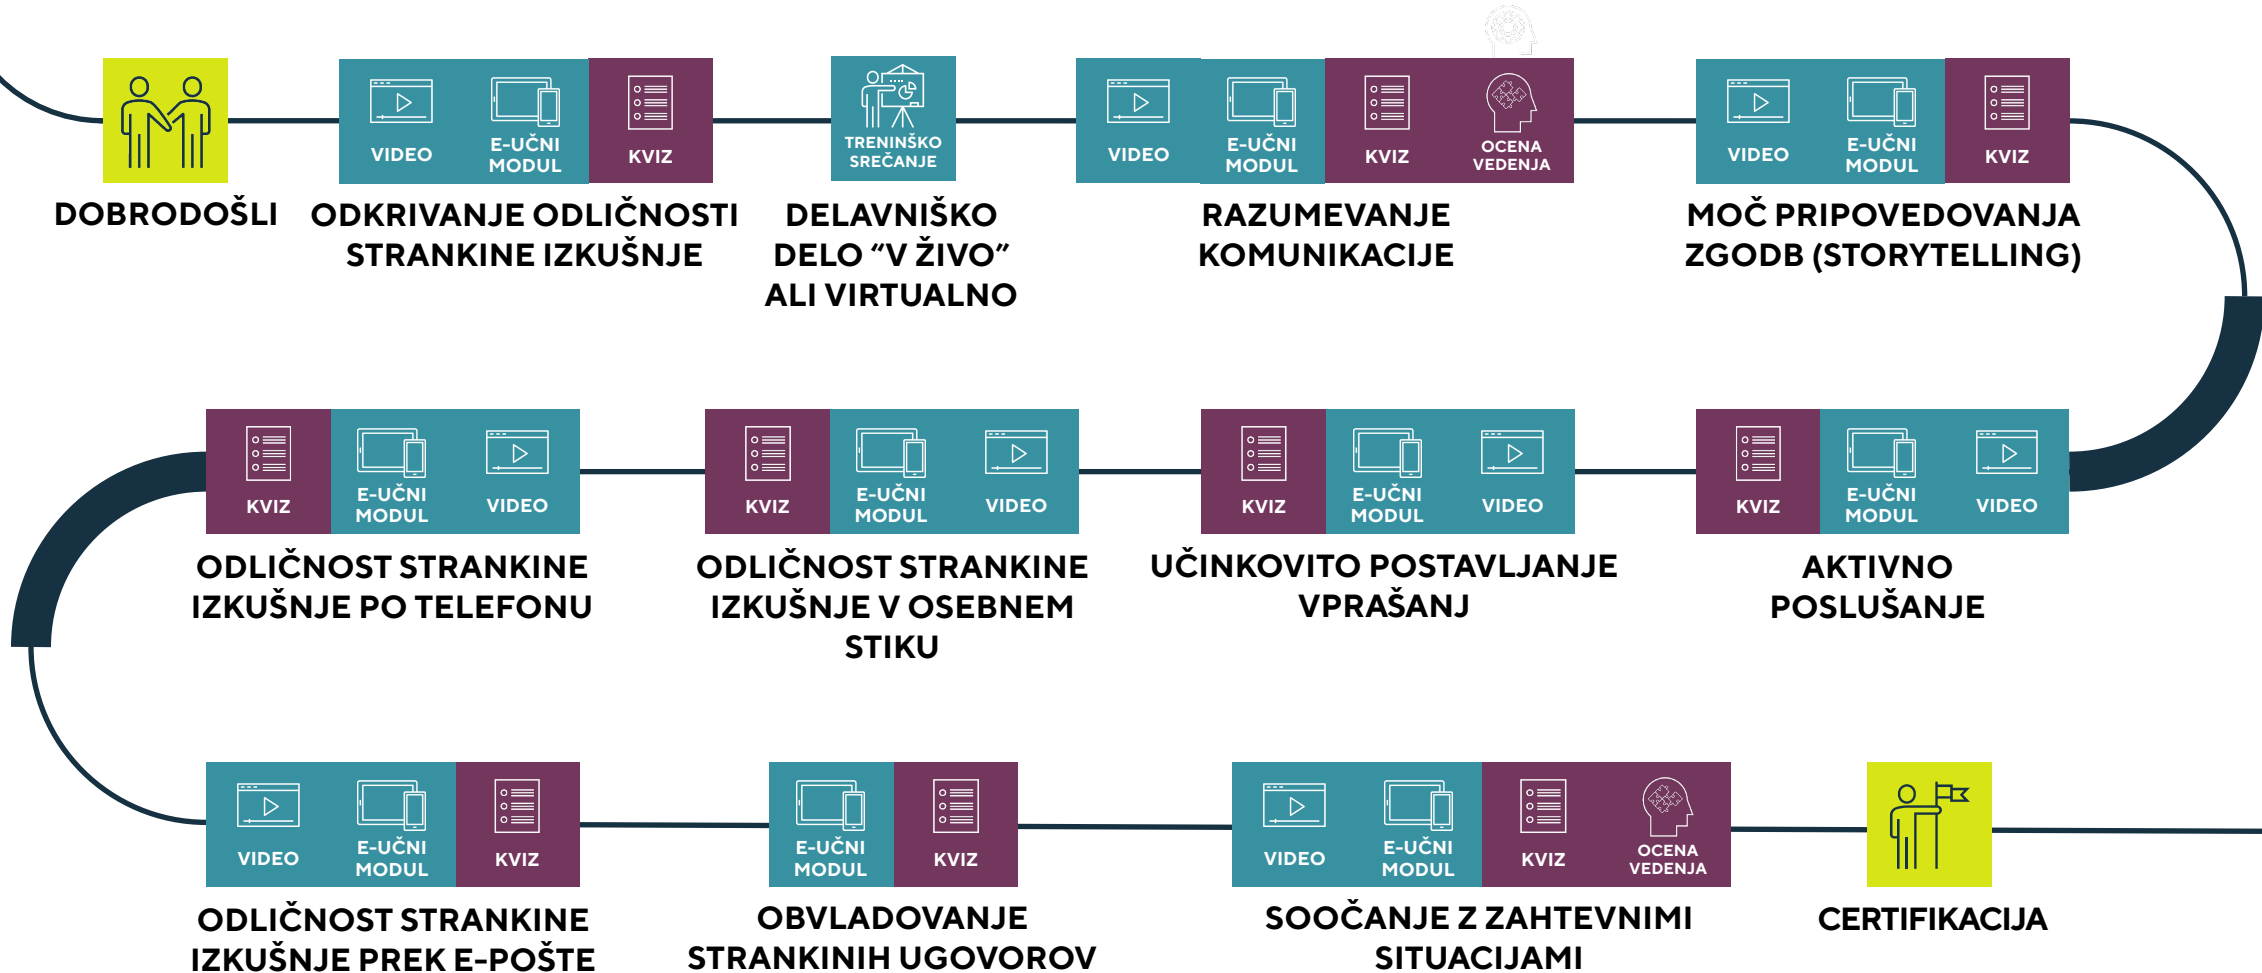 DOBRODOŠLI
VIDEO
E-UČNI
MODUL
KVIZ
ODKRIVANJE ODLIČNOSTI
STRANKINE IZKUŠNJE
TRENINŠKO
SREČANJE
DELAVNIŠKO
DELO “V ŽIVO”
ALI VIRTUALNO
VIDEO
E-UČNI
MODUL
KVIZ
OCENA
VEDENJA
RAZUMEVANJE
KOMUNIKACIJE
VIDEO
E-UČNI
MODUL
KVIZ
MOČ PRIPOVEDOVANJA
ZGODB (STORYTELLING)
KVIZ
E-UČNI
MODUL
VIDEO
ODLIČNOST STRANKINE
IZKUŠNJE PO TELEFONU
KVIZ
E-UČNI
MODUL
VIDEO
ODLIČNOST STRANKINE
IZKUŠNJE V OSEBNEM
STIKU
KVIZ
E-UČNI
MODUL
VIDEO
UČINKOVITO POSTAVLJANJE
VPRAŠANJ
KVIZ
E-UČNI
MODUL
VIDEO
AKTIVNO
POSLUŠANJE
VIDEO
E-UČNI
MODUL
KVIZ
ODLIČNOST STRANKINE
IZKUŠNJE PREK E-POŠTE
E-UČNI
MODUL
KVIZ
OBVLADOVANJE
STRANKINIH UGOVOROV
VIDEO
E-UČNI
MODUL
KVIZ
OCENA
VEDENJA
SOOČANJE Z ZAHTEVNIMI
SITUACIJAMI
CERTIFIKACIJA